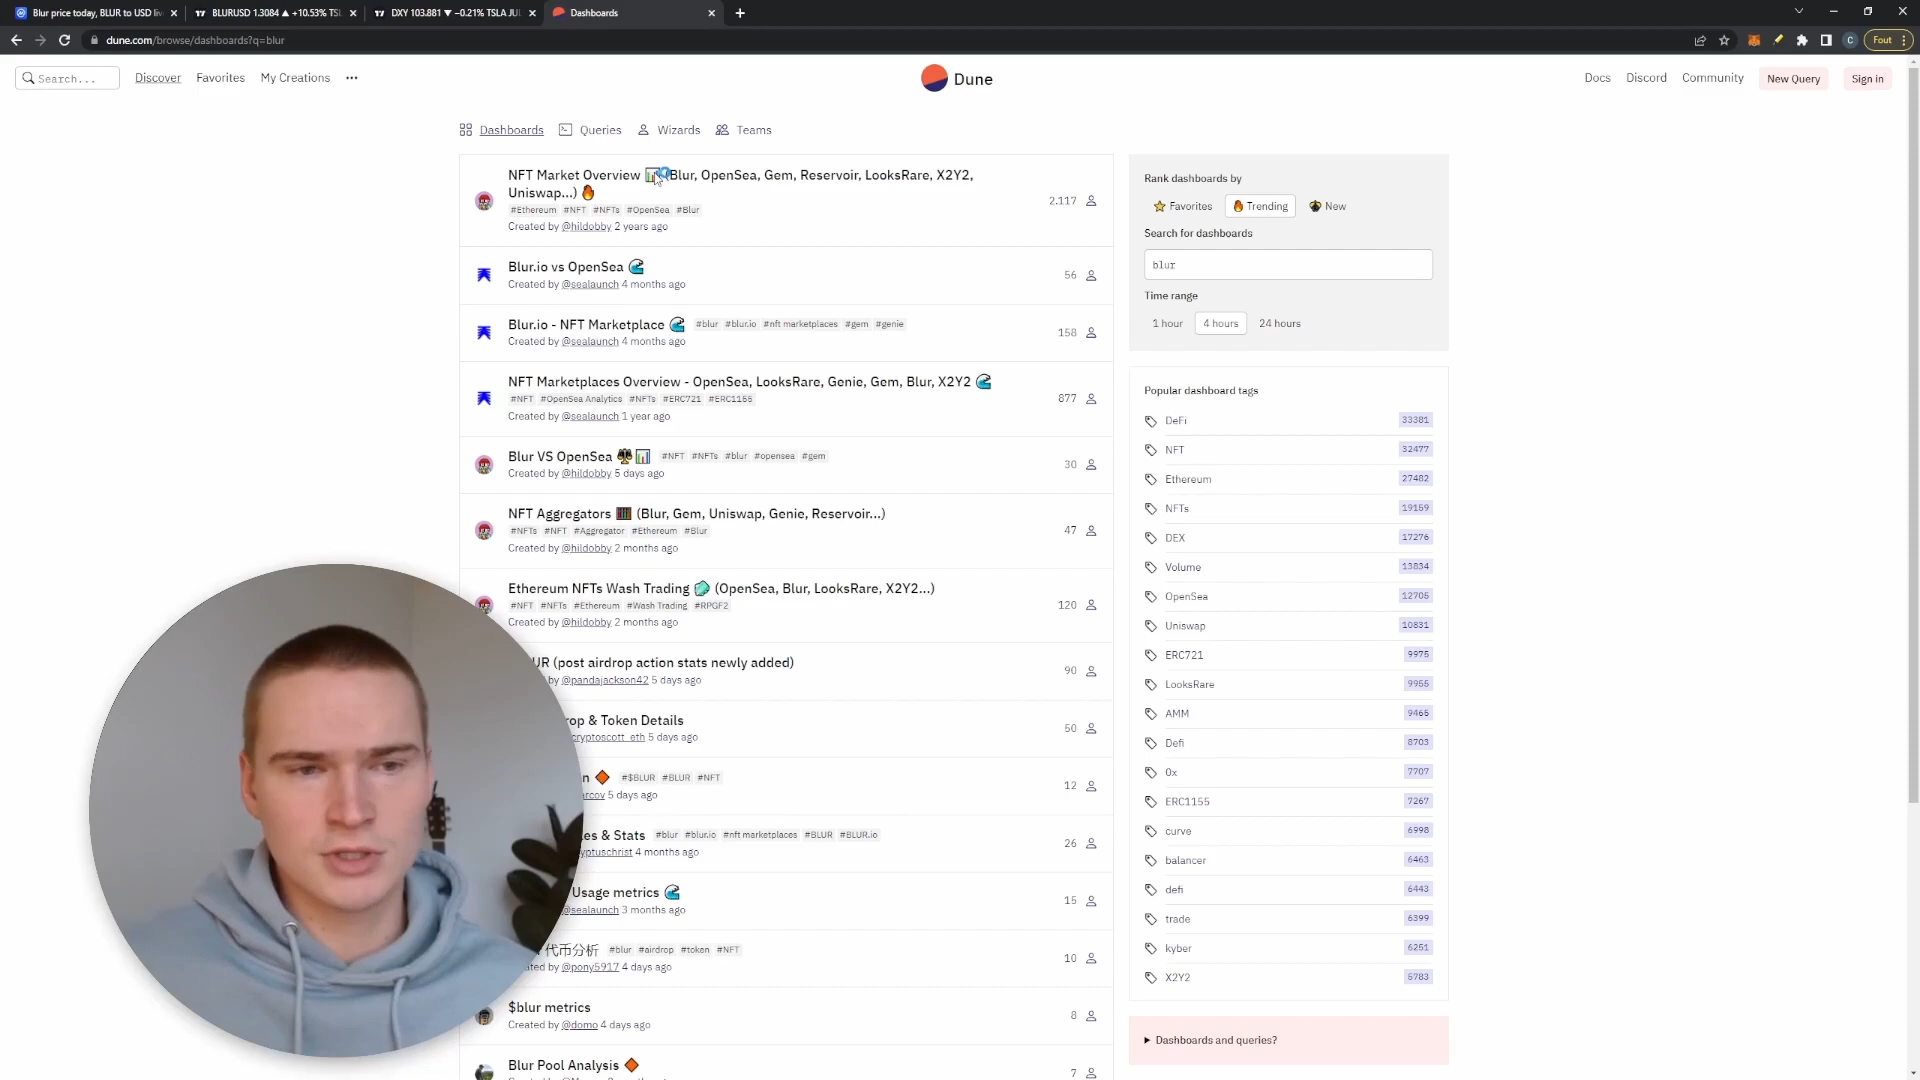 Blur price today, BLUR to USD liv
BLURUSD 1.3084 ▲ +10.53% TSL
DXY 103.881 ▼ −0.21% TSLA JUL
Dashboards
dune.com/browse/dashboards?q=blur
C
Fout
Search...
Discover
Favorites
My Creations
Dune
Docs
Discord
Community
New Query
Sign in
Dashboards
Queries
Wizards
Teams
NFT Market Overview 📊 Blur, OpenSea, Gem, Reservoir, LooksRare, X2Y2,
Uniswap...) 🔥
#Ethereum #NFT #NFTs #OpenSea #Blur
Created by @hildobby 2 years ago
2.117
Blur.io vs OpenSea 🌊
Created by @sealaunch 4 months ago
56
Blur.io - NFT Marketplace 🌊 #blur #blur.io #nft marketplaces #gem #genie
Created by @sealaunch 4 months ago
158
NFT Marketplaces Overview - OpenSea, LooksRare, Genie, Gem, Blur, X2Y2 🌊
#NFT #OpenSea Analytics #NFTs #ERC721 #ERC1155
Created by @sealaunch 1 year ago
877
Blur VS OpenSea #NFT #NFTs #blur #opensea #gem
Created by @hildobby 5 days ago
30
NFT Aggregators (Blur, Gem, Uniswap, Genie, Reservoir...)
#NFTs #NFT #Aggregator #Ethereum #Blur
Created by @hildobby 2 months ago
47
Ethereum NFTs Wash Trading (OpenSea, Blur, LooksRare, X2Y2...)
#NFT #NFTs #Ethereum #Wash Trading #RPGF2
Created by @hildobby 2 months ago
120
UR (post airdrop action stats newly added)
by @pandajackson42 5 days ago
90
op & Token Details
cryptoscott_eth 5 days ago
50
n 🔶 #$BLUR #BLUR #NFT
arcov 5 days ago
12
es & Stats #blur #blur.io #nft marketplaces #BLUR #BLUR.io
yptuschrist 4 months ago
26
Usage metrics 🌊
@sealaunch 3 months ago
15
代币分析 #blur #airdrop #token #NFT
ated by @pony5917 4 days ago
10
$blur metrics
Created by @domo 4 days ago
8
Blur Pool Analysis 🔶
7
Rank dashboards by
Favorites
🔥 Trending
New
Search for dashboards
blur
Time range
1 hour
4 hours
24 hours
Popular dashboard tags
DeFi 33381
NFT 32477
Ethereum 27482
NFTs 19159
DEX 17276
Volume 13834
OpenSea 12705
Uniswap 10831
ERC721 9975
LooksRare 9955
AMM 9465
Defi 8703
0x 7707
ERC1155 7267
curve 6998
balancer 6463
defi 6443
trade 6399
kyber 6251
X2Y2 5783
▶ Dashboards and queries?